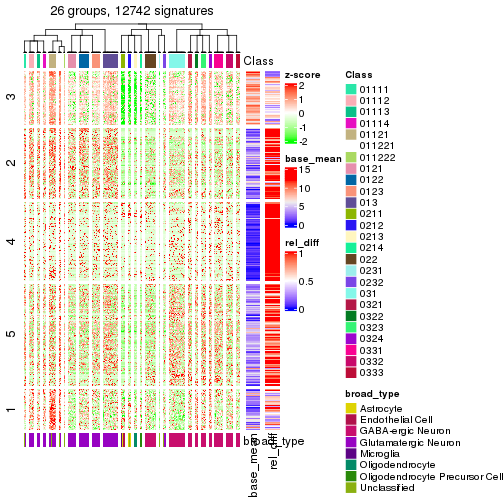 26 groups, 12742 signatures
Class
3
2
4
5
1
broad_type
base_mean
rel_diff
z-score
2
1
0
-1
-2
base_mean
15
10
5
0
rel_diff
1
0.5
0
Class
01111
01112
01113
01114
01121
011221
011222
0121
0122
0123
013
0211
0212
0213
0214
022
0231
0232
031
0321
0322
0323
0324
0331
0332
0333
broad_type
Astrocyte
Endothelial Cell
GABA-ergic Neuron
Glutamatergic Neuron
Microglia
Oligodendrocyte
Oligodendrocyte Precursor Cell
Unclassified